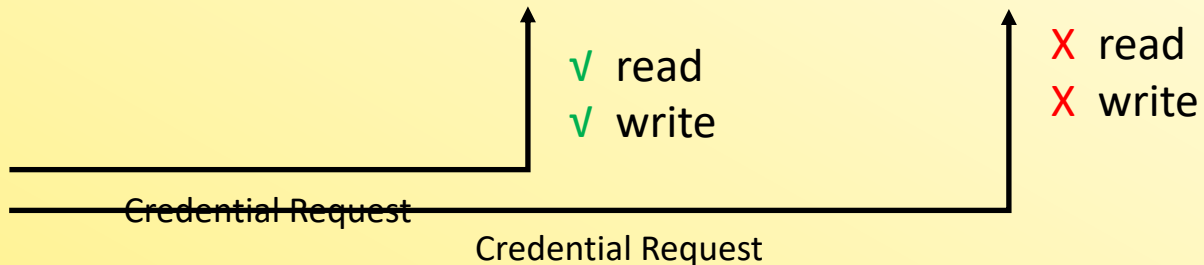 √ read
√ write
X read
X write
Credential Request
Credential Request